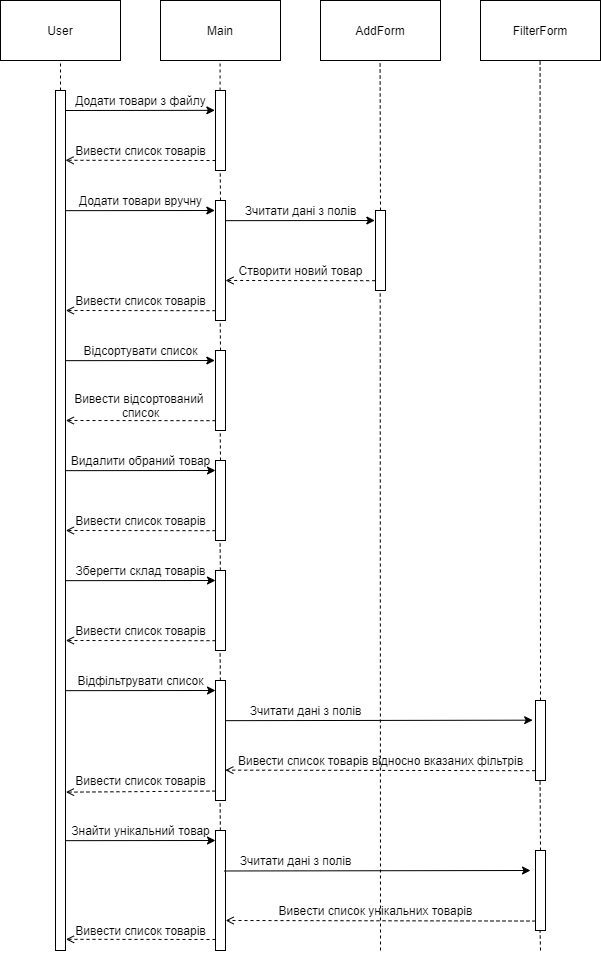 User
Main
AddForm
FilterForm
Додати товари з файлу
Вивести список товарів
Додати товари вручну
Зчитати дані з полів
Створити новий товар
Вивести список товарів
Відсортувати список
Вивести відсортований
список
Видалити обраний товар
Вивести список товарів
Зберегти склад товарів
Вивести список товарів
Відфільтрувати список
Зчитати дані з полів
Вивести список товарів відносно вказаних фільтрів
Вивести список товарів
Знайти унікальний товар
Зчитати дані з полів
Вивести список унікальних товарів
Вивести список товарів